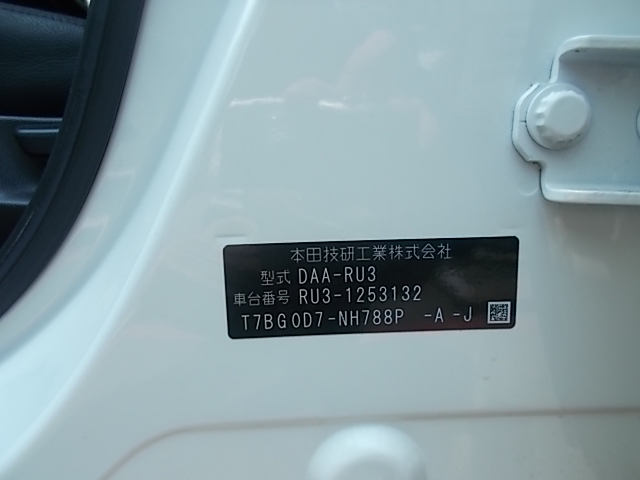 本田技研工業株式会社
型式 DAA-RU3
車台番号 RU3-1253132
T7BG0D7-NH788P -A -J